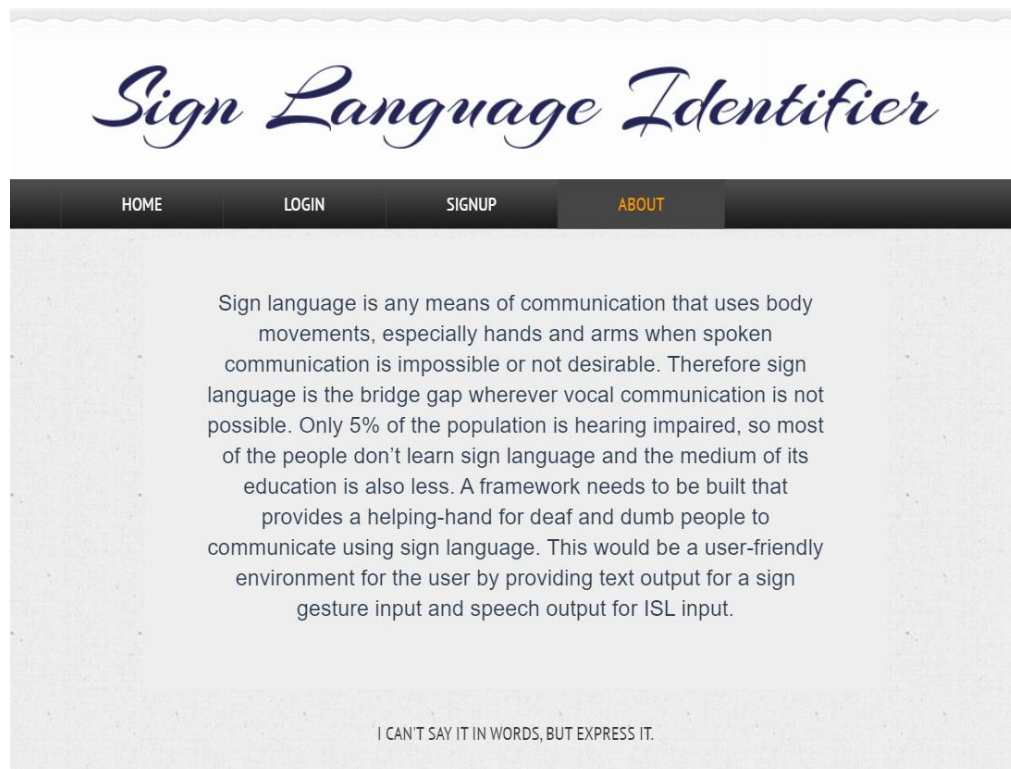 Sign Language Identifier
HOME LOGIN SIGNUP ABOUT
Sign language is any means of communication that uses body
movements, especially hands and arms when spoken
communication is impossible or not desirable. Therefore sign
language is the bridge gap wherever vocal communication is not
possible. Only 5% of the population is hearing impaired, so most
of the people don’t learn sign language and the medium of its
education is also less. A framework needs to be built that
provides a helping-hand for deaf and dumb people to
communicate using sign language. This would be a user-friendly
environment for the user by providing text output for a sign
gesture input and speech output for ISL input.
I CAN'T SAY IT IN WORDS, BUT EXPRESS IT.